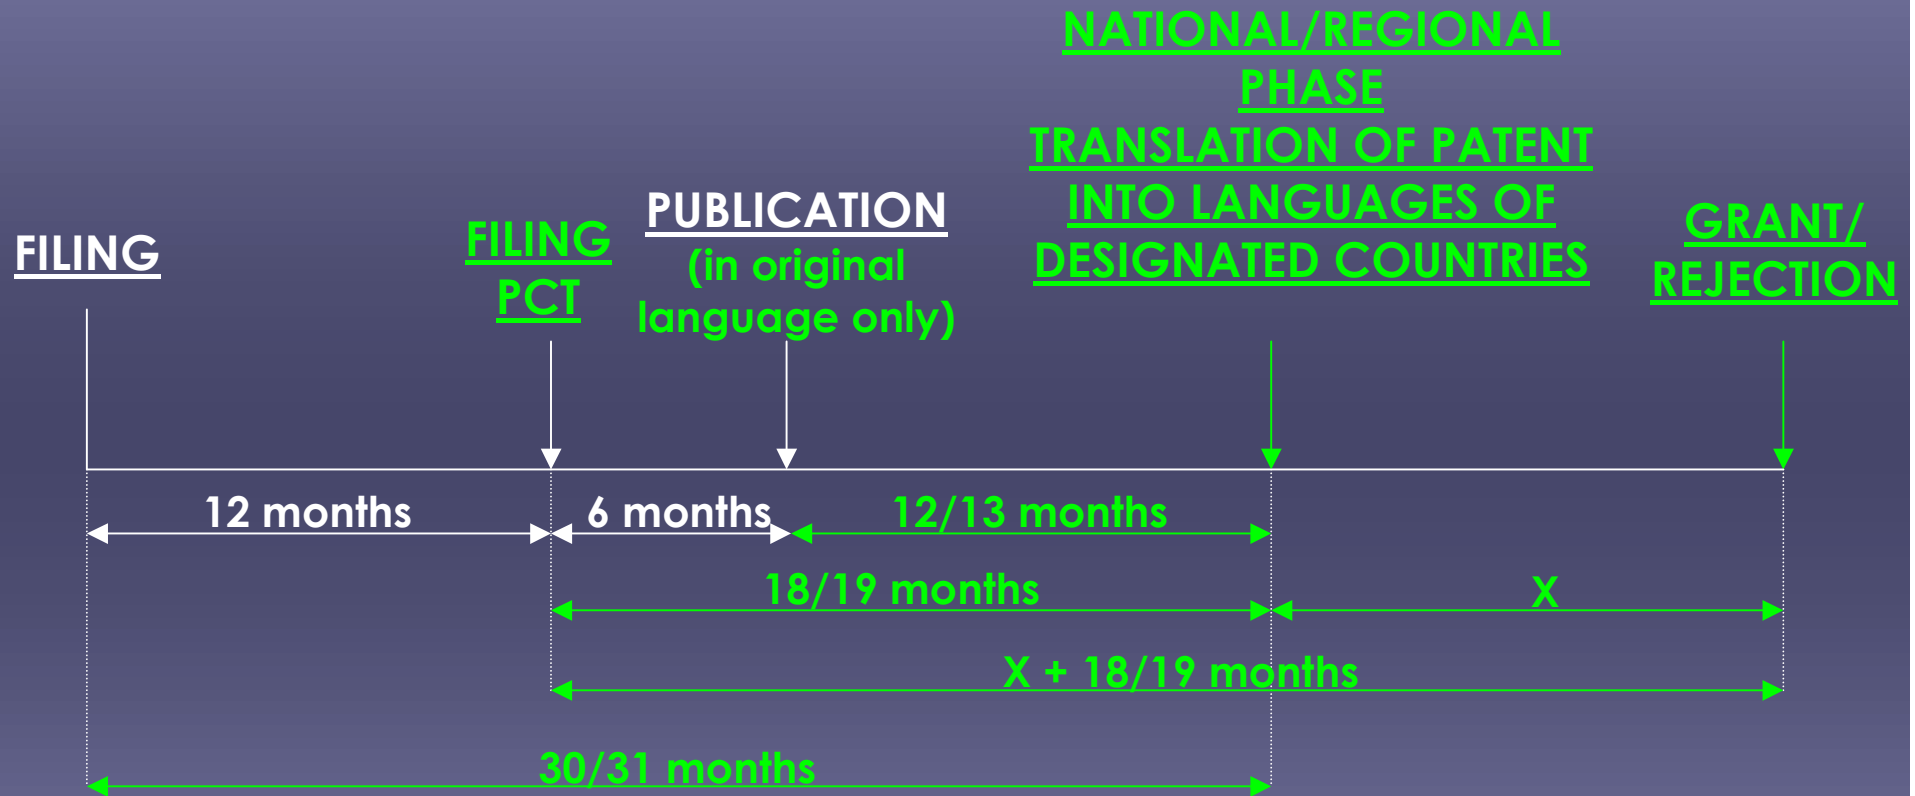 FILING
FILING
PCT
PUBLICATION
(in original
language only)
NATIONAL/REGIONAL
PHASE
TRANSLATION OF PATENT
INTO LANGUAGES OF
DESIGNATED COUNTRIES
GRANT/
REJECTION
12 months
6 months
12/13 months
18/19 months
X
X + 18/19 months
30/31 months